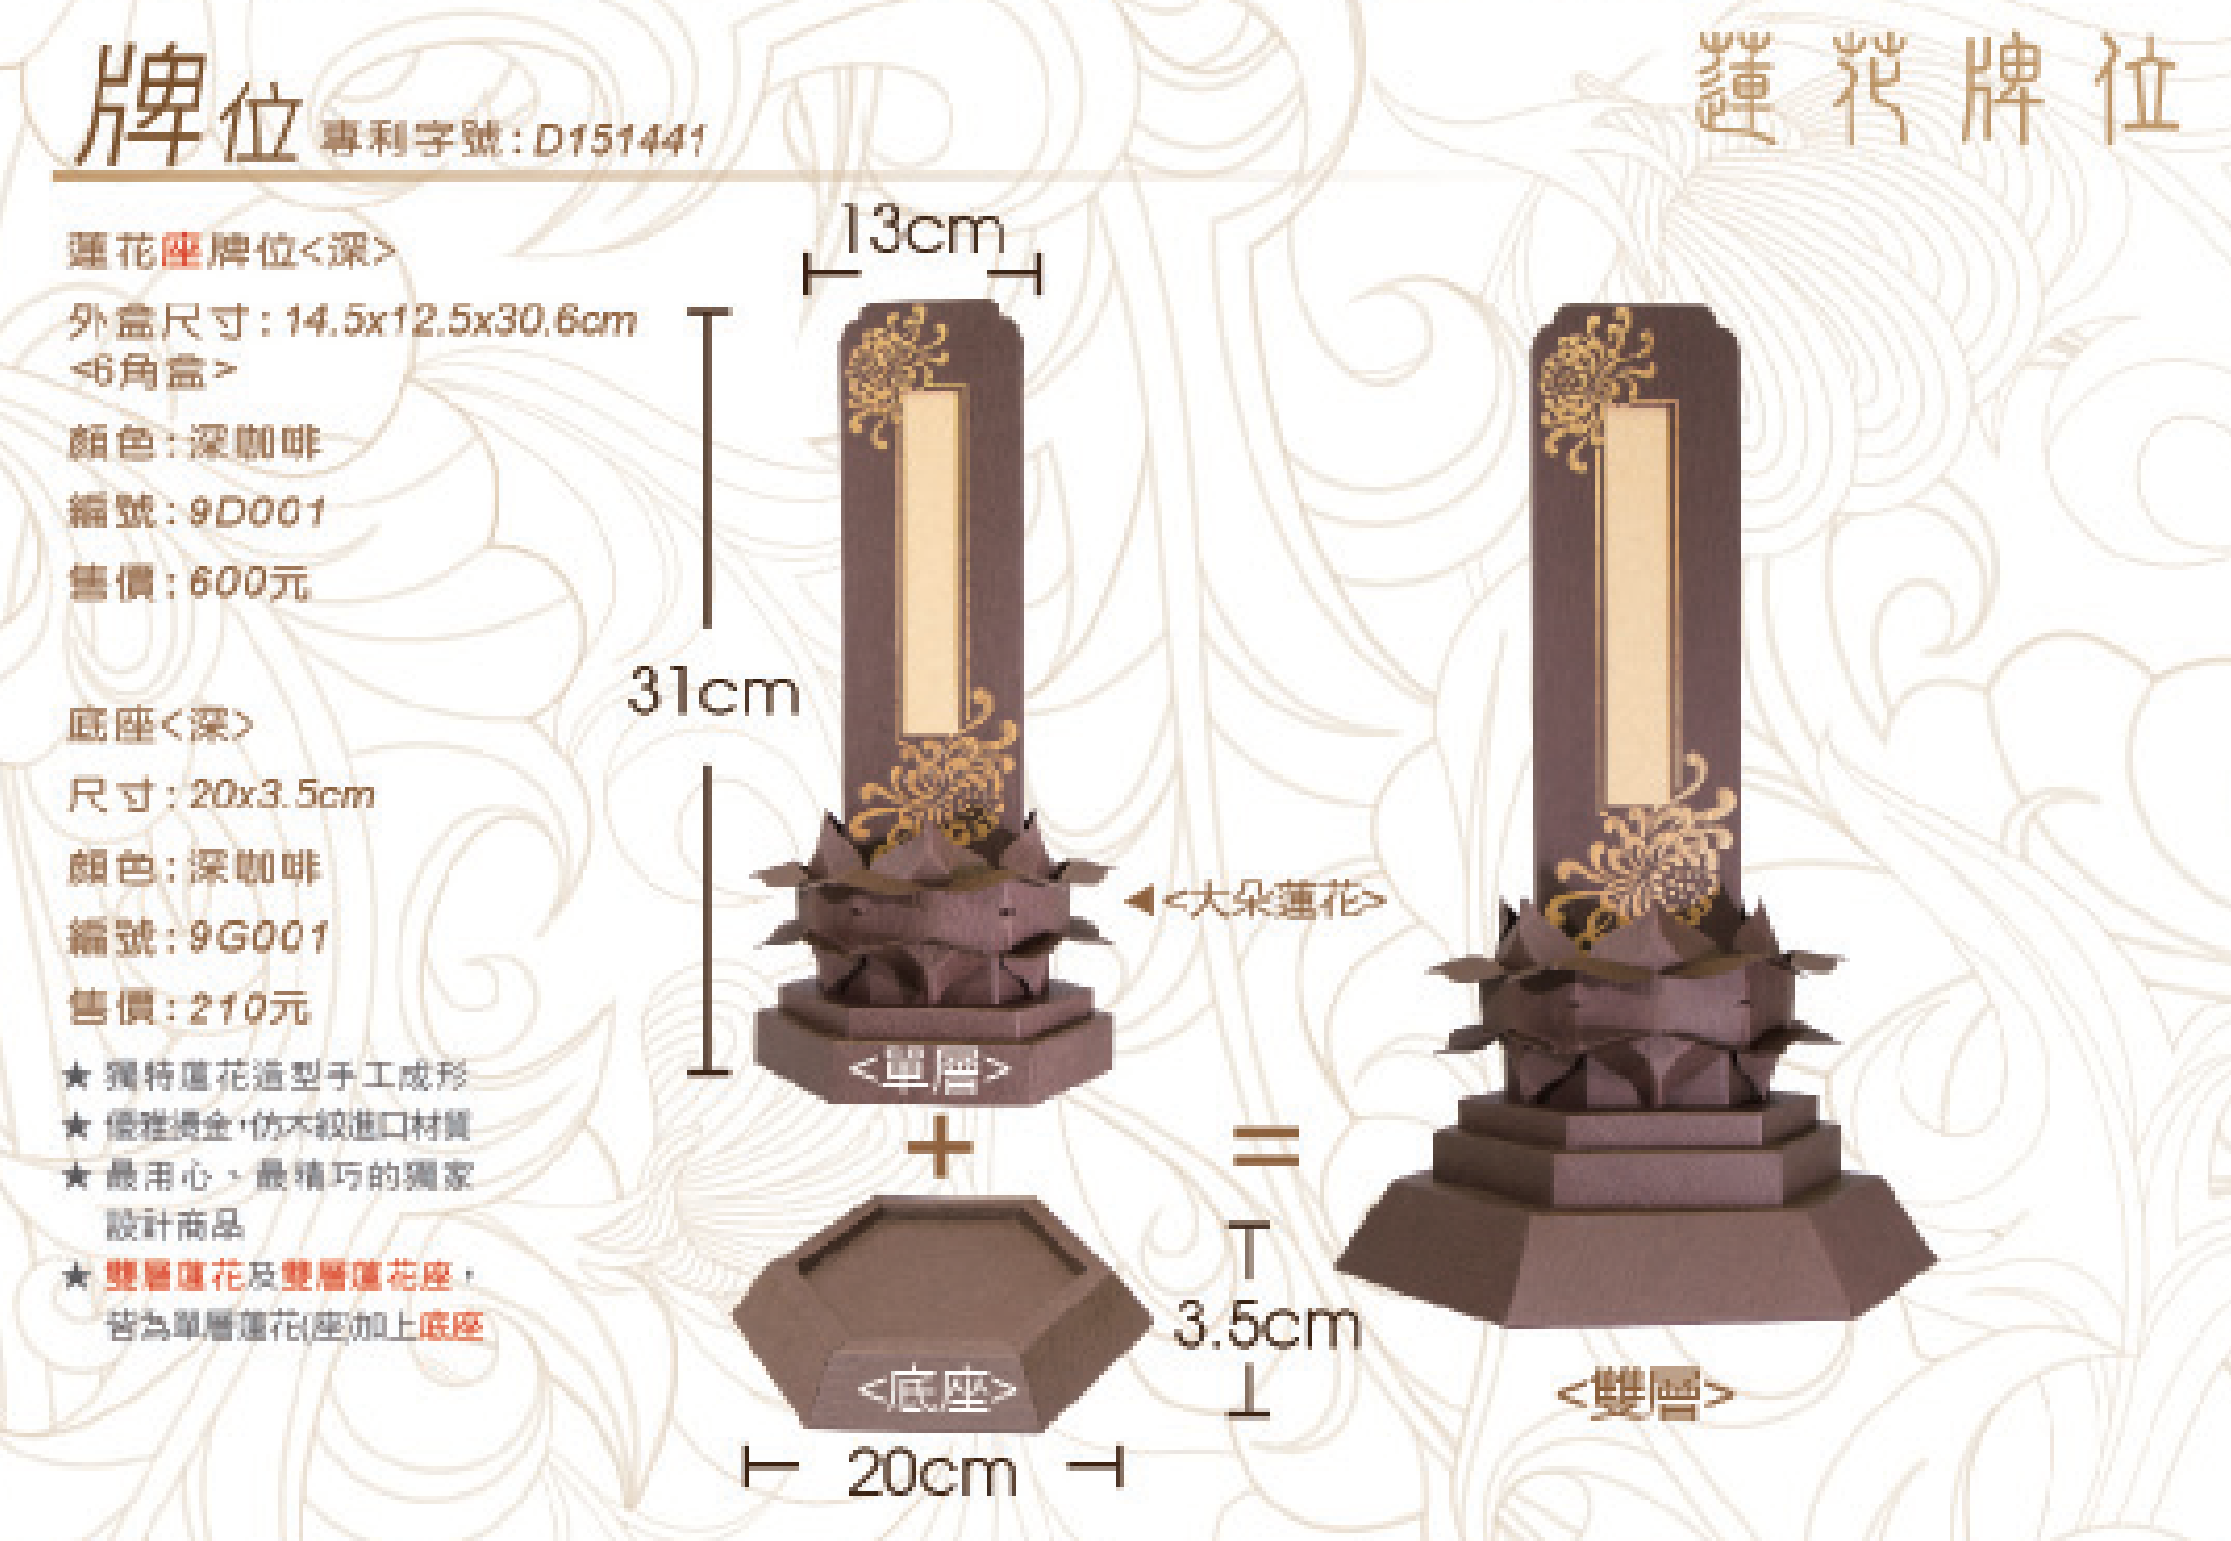 牌位 專利字號:D151441
蓮花牌位
蓮花座牌位<深>
外盒尺寸:14.5x12.5x30.6cm
<6角盒>
顏色:深咖啡
編號:9D001
售價:600元
底座<深>
尺寸:20x3.5cm
顏色:深咖啡
編號:9G001
售價:210元
★ 獨特蓮花造型手工成形
★ 優雅燙金,仿木紋進口材質
★ 最用心、最精巧的獨家
設計商品
★ 雙層蓮花及雙層蓮花座,
皆為單層蓮花(座)加上底座
13cm
31cm
◀<大朵蓮花>
<單層>
+
=
<底座>
3.5cm
20cm
<雙層>